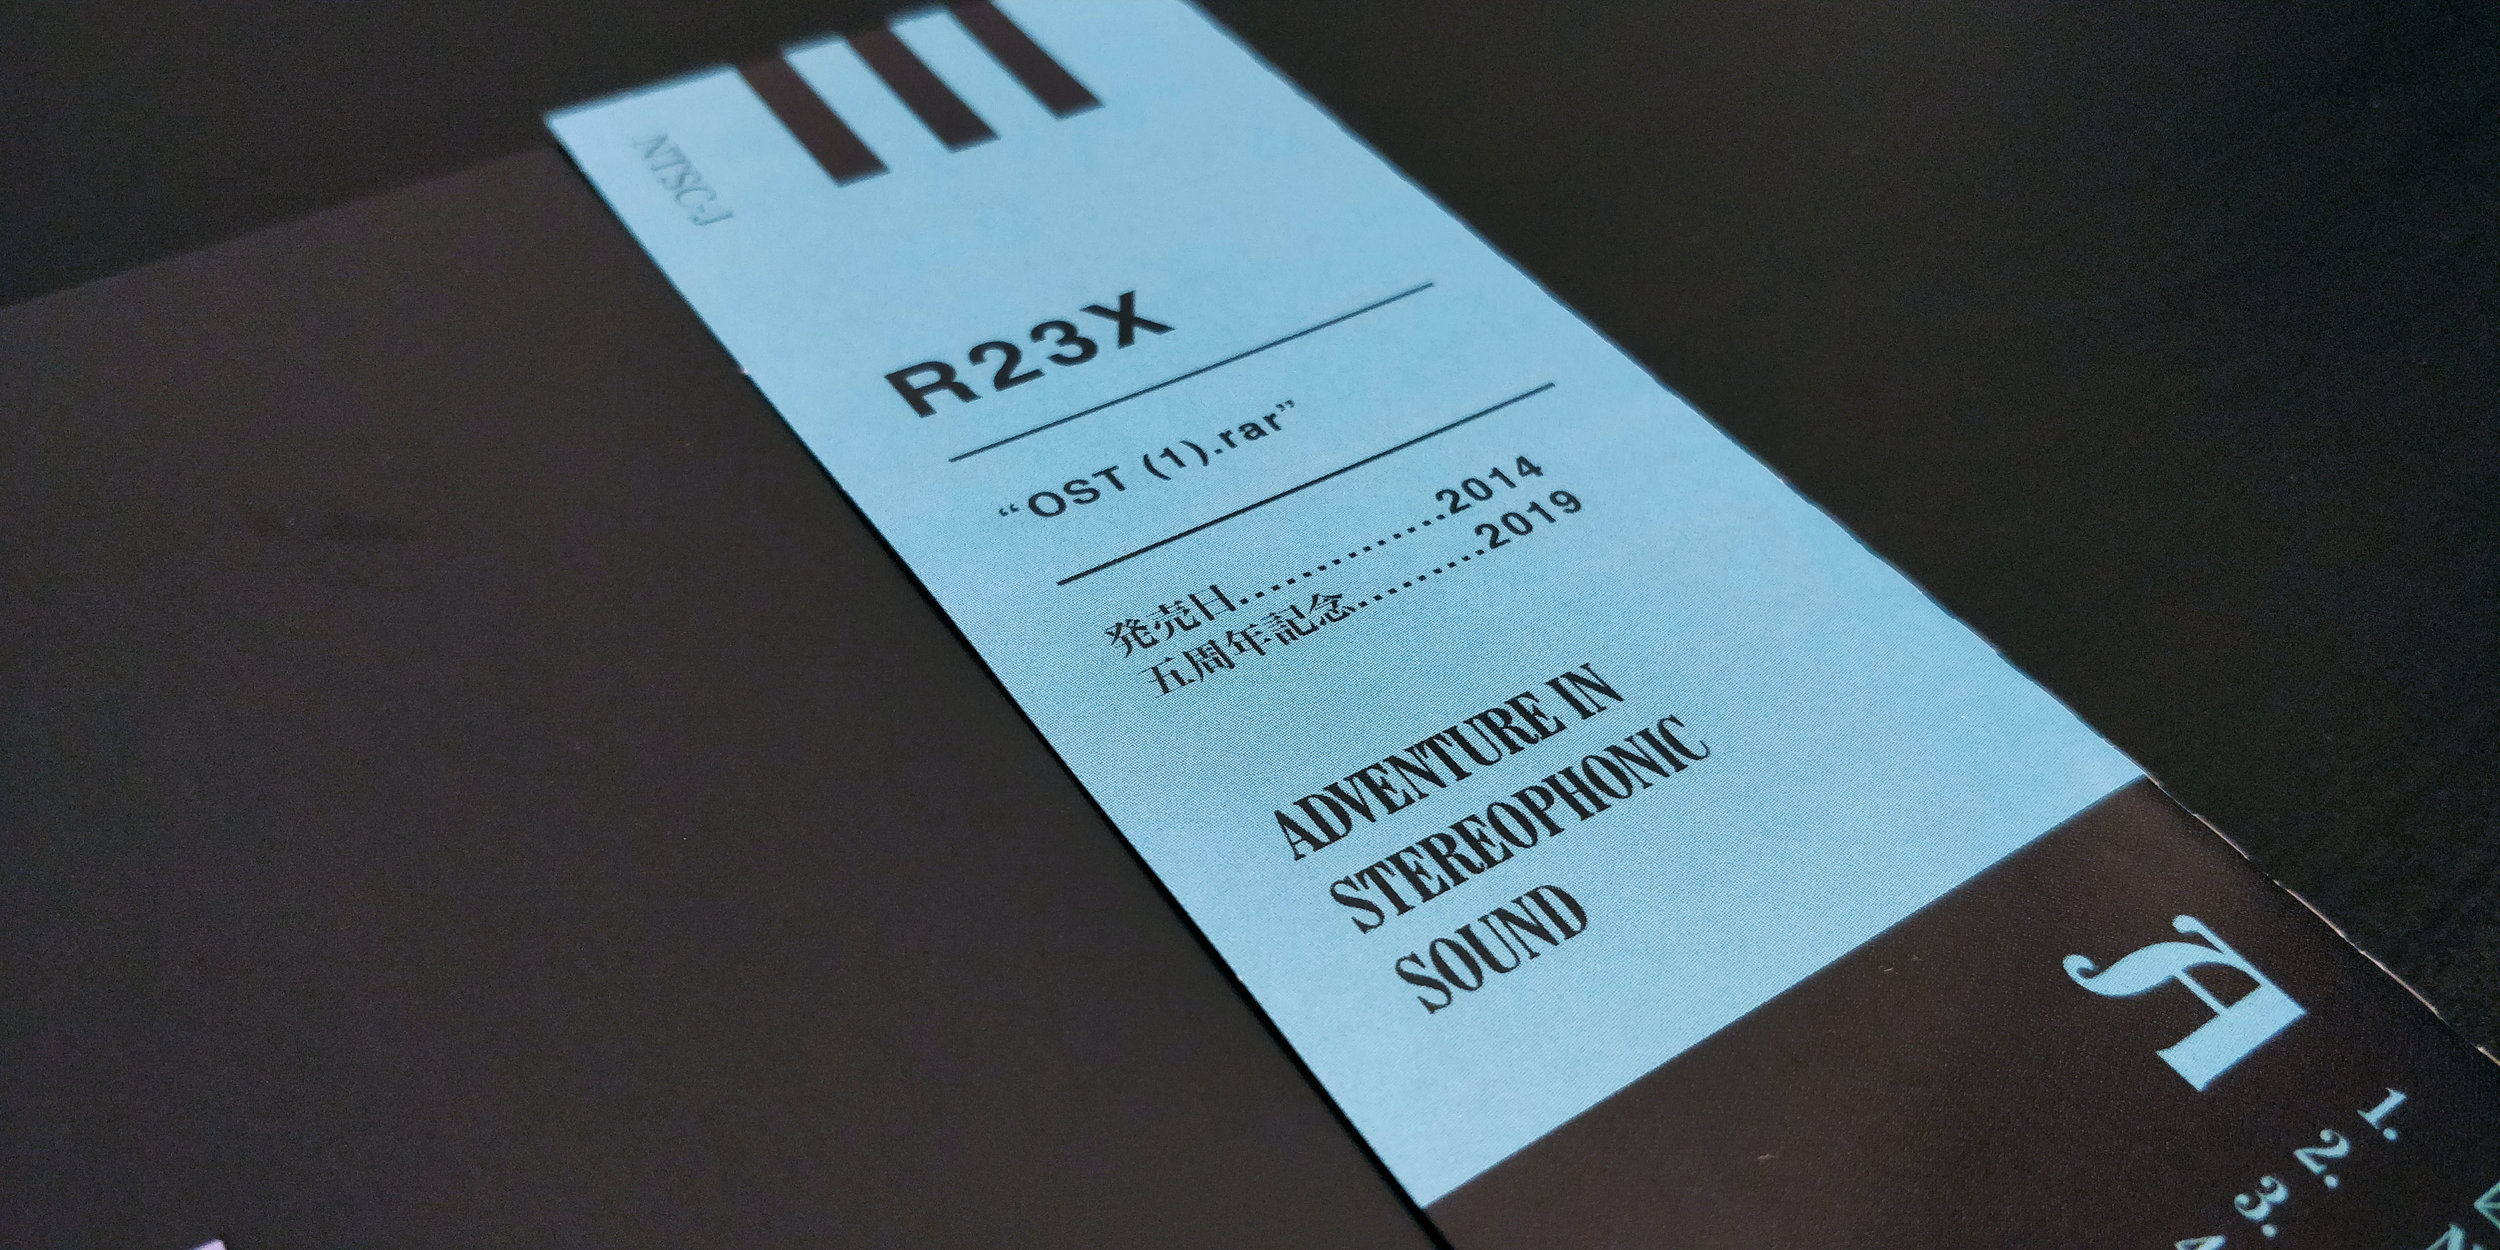 NTSC-J
R23X
“OST (1).rar”
発売日................2014
五周年記念..........2019
ADVENTURE IN
STEREOPHONIC
SOUND
A
1.
2.
3.